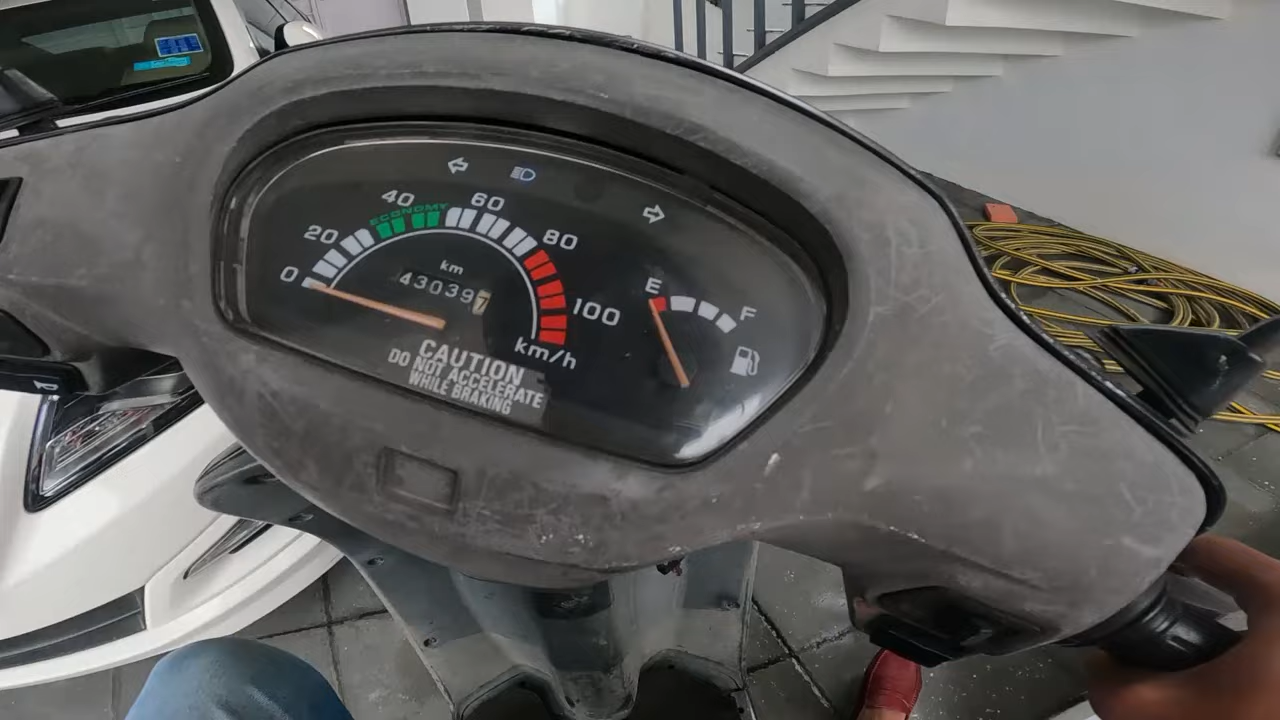 0
20
40
60
80
100
ECONOMY
km
430397
km/h
E
F
CAUTION
DO NOT ACCELERATE
WHILE BRAKING